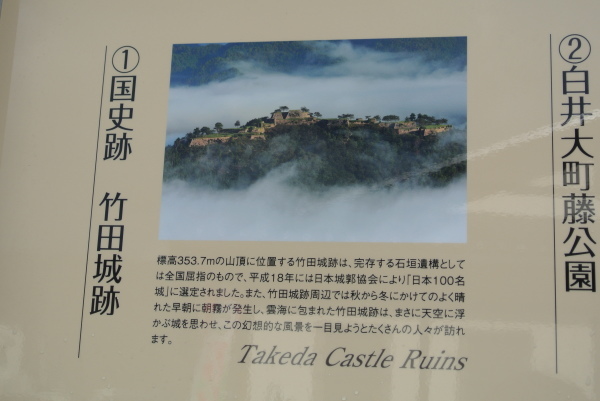 ①国史跡 竹田城跡
標高353.7mの山頂に位置する竹田城跡は、完存する石垣遺構として
は全国屈指のもので、平成18年には日本城郭協会により「日本100名
城」に選定されました。また、竹田城跡周辺では秋から冬にかけてのよく晴
れた早朝に朝霧が発生し、雲海に包まれた竹田城跡は、まさに天空に浮
かぶ城を思わせ、この幻想的な風景を一目見ようとたくさんの人々が訪れ
ます。
Takeda Castle Ruins
②白井大町藤公園